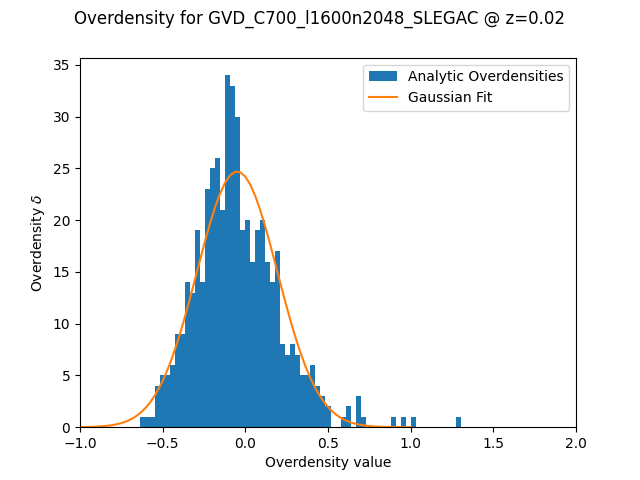 Overdensity for GVD_C700_l1600n2048_SLEGAC @ z=0.02
Analytic Overdensities
Gaussian Fit
Overdensity δ
35
30
25
20
15
10
5
0
−1.0 −0.5 0.0 0.5 1.0 1.5 2.0
Overdensity value